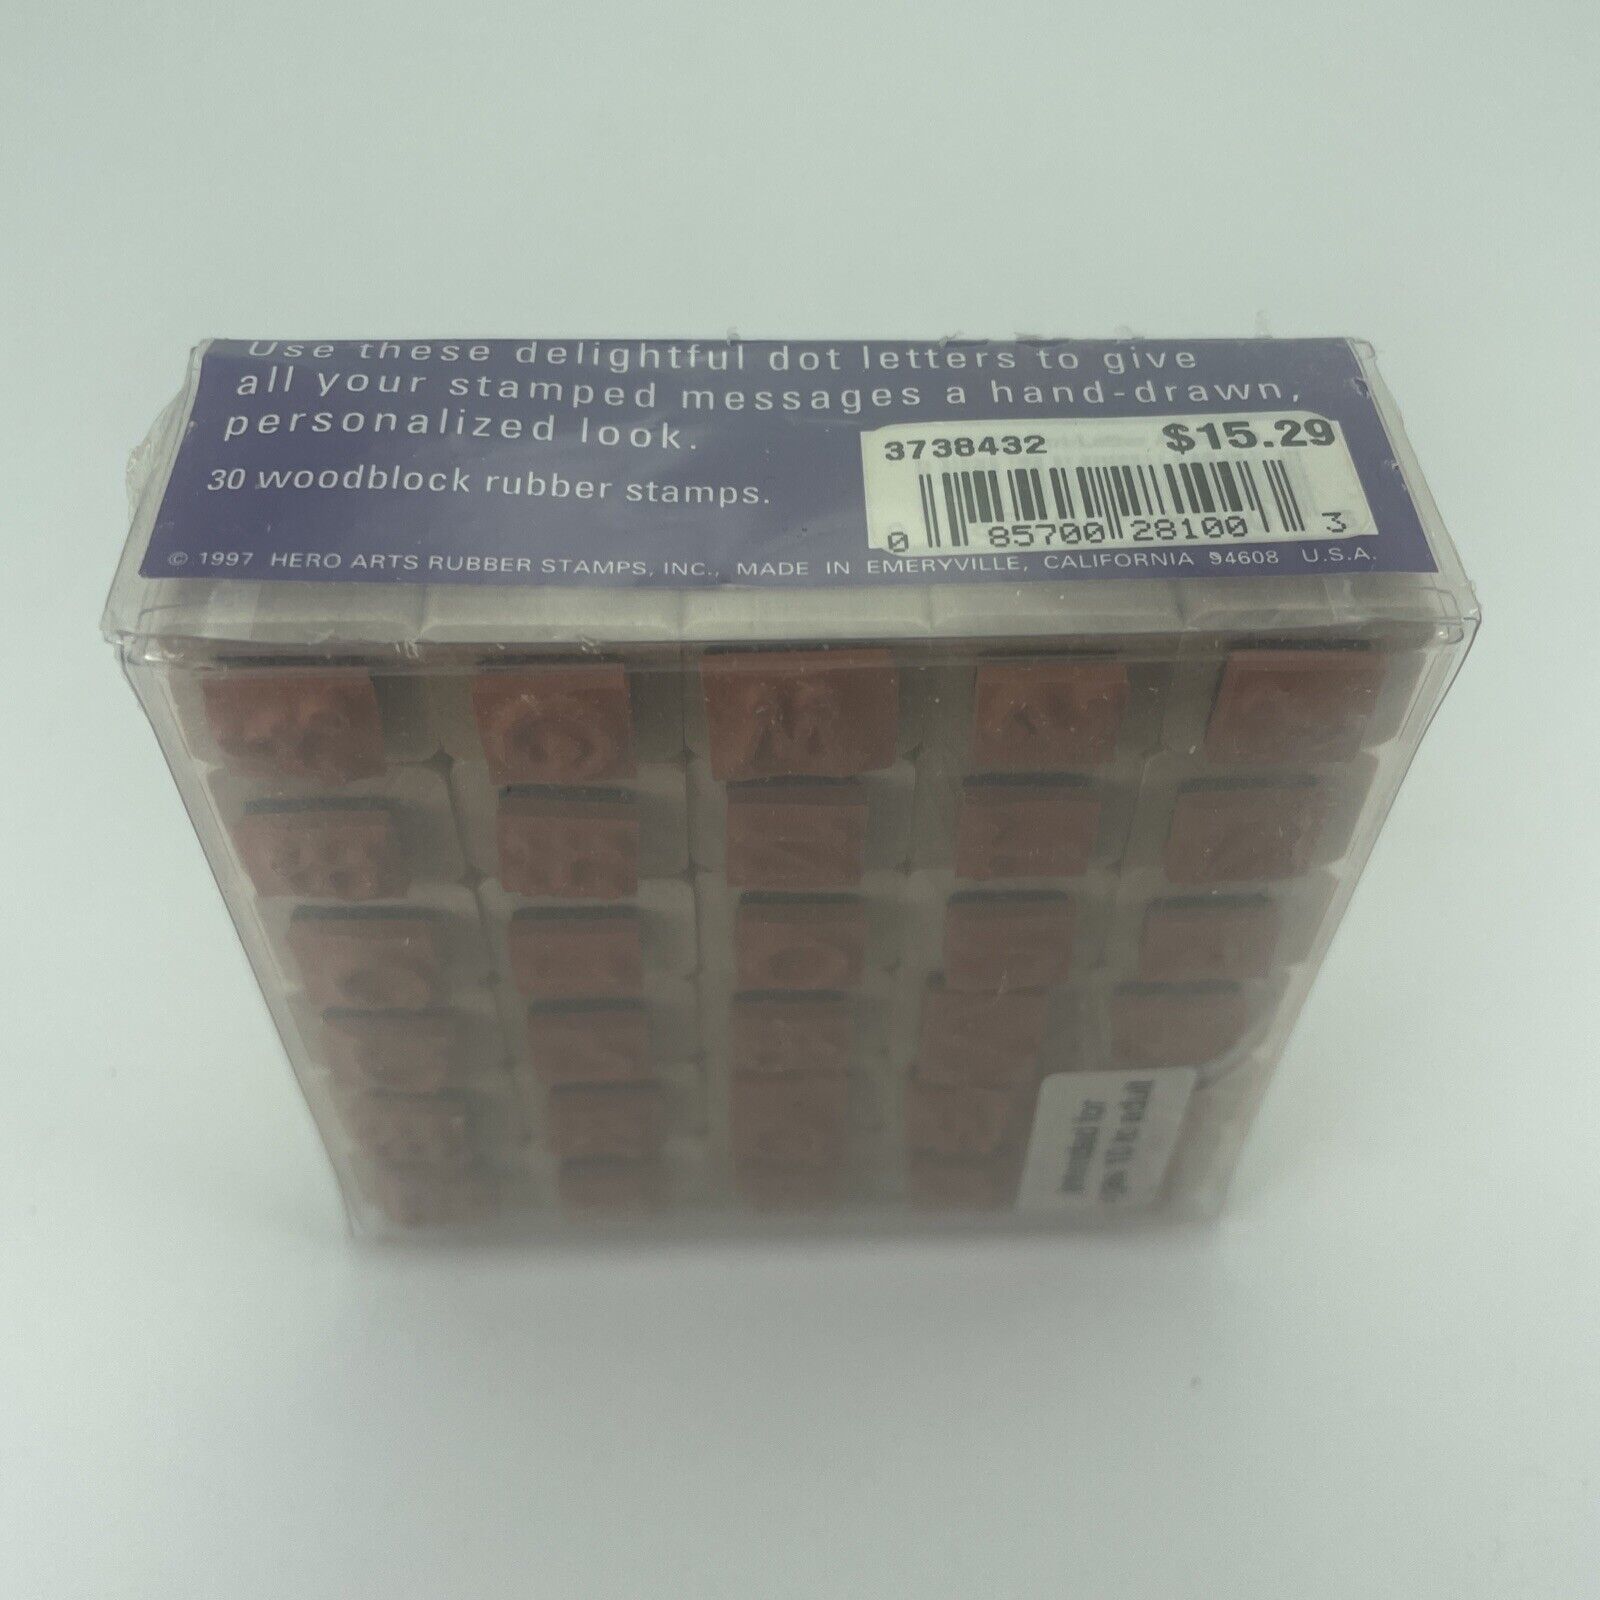 Use these delightful dot letters to give
all your stamped messages a hand-drawn,
personalized look.
30 woodblock rubber stamps.
3738432 $15.29
0 85700 28100 3
© 1997 HERO ARTS RUBBER STAMPS, INC., MADE IN EMERYVILLE, CALIFORNIA 94608 U.S.A.